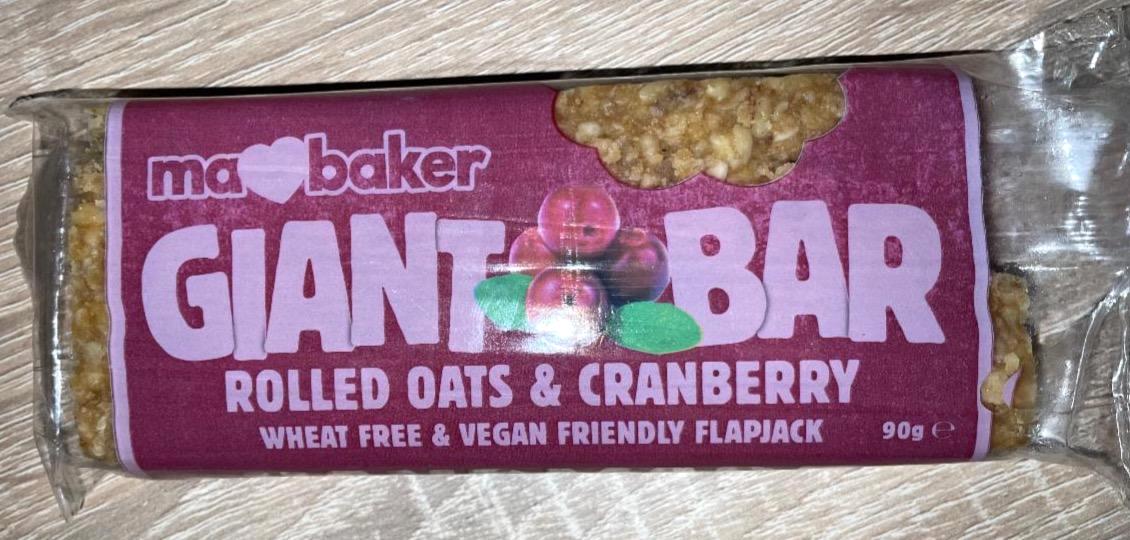 ma baker
GIANT BAR
ROLLED OATS & CRANBERRY
WHEAT FREE & VEGAN FRIENDLY FLAPJACK 90g ℮